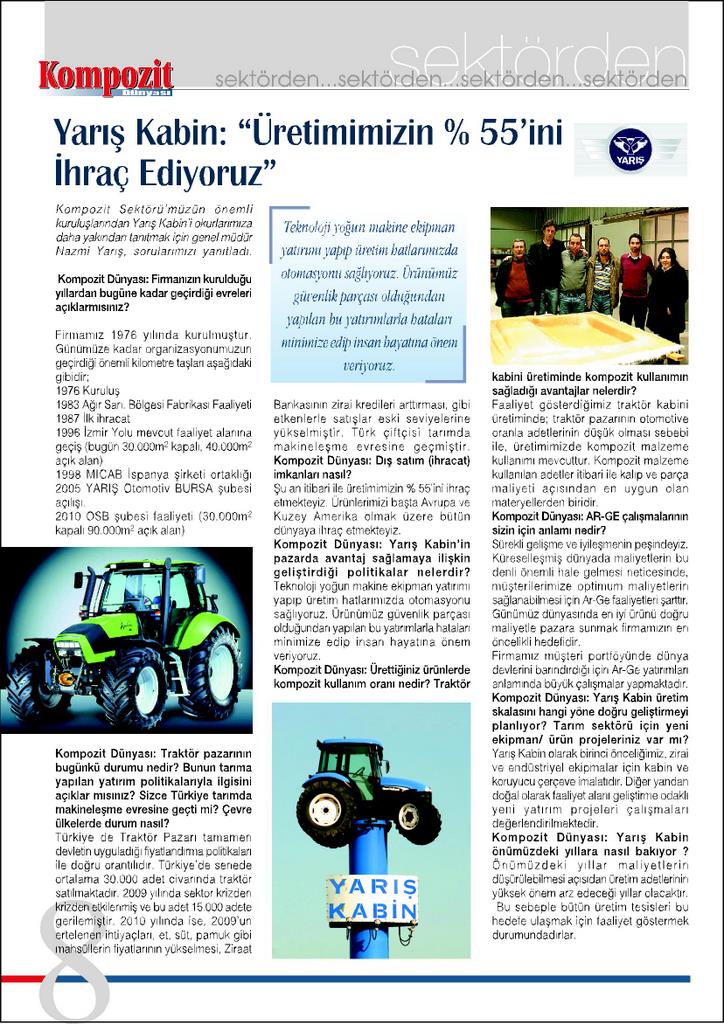 sektörden
Kompozit
Dünyası
sektörden...sektörden...sektörden...sektörden
Yarış Kabin: “Üretimimizin % 55’ini
İhraç Ediyoruz”
YARIŞ
Kompozit Sektörü'müzün önemli
kuruluşlarından Yarış Kabin'i okurlarımıza
daha yakından tanıtmak için genel müdür
Nazmi Yarış, sorularımızı yanıtladı.
Kompozit Dünyası: Firmanızın kurulduğu
yıllardan bugüne kadar geçirdiği evreleri
açıklarmısınız?
Firmamız 1976 yılında kurulmuştur.
Günümüze kadar organizasyonumuzun
geçirdiği önemli kilometre taşları aşağıdaki
gibidir;
1976 Kuruluş
1983 Ağır San. Bölgesi Fabrikası Faaliyeti
1987 İlk ihracat
1996 İzmir Yolu mevcut faaliyet alanına
geçiş (bugün 30.000m² kapalı, 40.000m²
açık alan)
1998 MICAB İspanya şirketi ortaklığı
2005 YARIŞ Otomotiv BURSA şubesi
açılışı.
2010 OSB şubesi faaliyeti (30.000m²
kapalı 90.000m² açık alan)
Kompozit Dünyası: Traktör pazarının
bugünkü durumu nedir? Bunun tarıma
yapılan yatırım politikalarıyla ilgisini
açıklar mısınız? Sizce Türkiye tarımda
makineleşme evresine geçti mi? Çevre
ülkelerde durum nasıl?
Türkiye de Traktör Pazarı tamamen
devletin uyguladığı fiyatlandırma politikaları
ile doğru orantılıdır. Türkiye'de senede
ortalama 30.000 adet civarında traktör
satılmaktadır. 2009 yılında sektör krizden
krizden etkilenmiş ve bu adet 15.000 adete
gerilemiştir. 2010 yılında ise, 2009'un
ertelenen ihtiyaçları, et, süt, pamuk gibi
mahsüllerin fiyatlarının yükselmesi, Ziraat
8
Teknoloji yoğun makine ekipman
yatırımı yapıp üretim hatlarımızda
otomasyonu sağlıyoruz. Ürünümüz
güvenlik parçası olduğundan
yapılan bu yatırımlarla hataları
minimize edip insan hayatına önem
veriyoruz.
Bankasının zirai kredileri arttırması, gibi
etkenlerle satışlar eski seviyelerine
yükselmiştir. Türk çiftçisi tarımda
makineleşme evresine geçmiştir.
Kompozit Dünyası: Dış satım (ihracat)
imkanları nasıl?
Şu an itibari ile üretimimizin % 55'ini ihraç
etmekteyiz. Ürünlerimizi başta Avrupa ve
Kuzey Amerika olmak üzere bütün
dünyaya ihraç etmekteyiz.
Kompozit Dünyası: Yarış Kabin'in
pazarda avantaj sağlamaya ilişkin
geliştirdiği politikalar nelerdir?
Teknoloji yoğun makine ekipman yatırımı
yapıp üretim hatlarımızda otomasyonu
sağlıyoruz. Ürünümüz güvenlik parçası
olduğundan yapılan bu yatırımlarla hataları
minimize edip insan hayatına önem
veriyoruz.
Kompozit Dünyası: Ürettiğiniz ürünlerde
kompozit kullanım oranı nedir? Traktör
YARIŞ
KABİN
kabini üretiminde kompozit kullanımın
sağladığı avantajlar nelerdir?
Faaliyet gösterdiğimiz traktör kabini
üretiminde; traktör pazarının otomotive
oranla adetlerinin düşük olması sebebi
ile, üretimimizde kompozit malzeme
kullanımı mevcuttur. Kompozit malzeme
kullanılan adetler itibari ile kalıp ve parça
maliyeti açısından en uygun olan
materyellerden biridir.
Kompozit Dünyası: AR-GE çalışmalarının
sizin için anlamı nedir?
Sürekli gelişme ve iyileşmenin peşindeyiz.
Küreselleşmiş dünyada maliyetlerin bu
denli önemli hale gelmesi neticesinde,
müşterilerimize optimum maliyetlerin
sağlanabilmesi için Ar-Ge faaliyetleri şarttır.
Günümüz dünyasında en iyi ürünü doğru
maliyetle pazara sunmak firmamızın en
öncelikli hedefidir.
Firmamız müşteri portföyünde dünya
devlerini barındırdığı için Ar-Ge yatırımları
anlamında büyük çalışmalar yapmaktadır.
Kompozit Dünyası: Yarış Kabin üretim
skalasını hangi yöne doğru geliştirmeyi
planlıyor? Tarım sektörü için yeni
ekipman/ ürün projeleriniz var mı?
Yarış Kabin olarak birinci önceliğimiz, zirai
ve endüstriyel ekipmalar için kabin ve
koruyucu çerçeve imalatıdır. Diğer yandan
doğal olarak faaliyet alanı geliştirme odaklı
yeni yatırım projeleri çalışmaları
değerlendirilmektedir.
Kompozit Dünyası: Yarış Kabin
önümüzdeki yıllara nasıl bakıyor ?
Önümüzdeki yıllar maliyetlerin
düşürülebilmesi açısıdan üretim adetlerinin
yüksek önem arz edeceği yıllar olacaktır.
Bu sebeple bütün üretim tesisleri bu
hedefe ulaşmak için faaliyet göstermek
durumundadırlar.